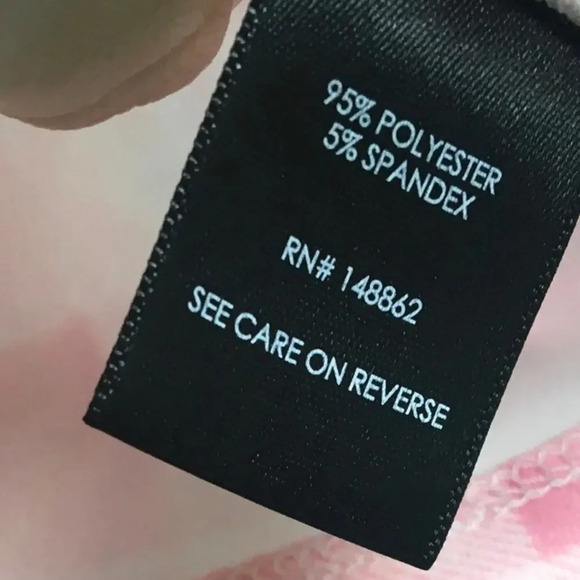 95% POLYESTER
5% SPANDEX
RN# 148862
SEE CARE ON REVERSE